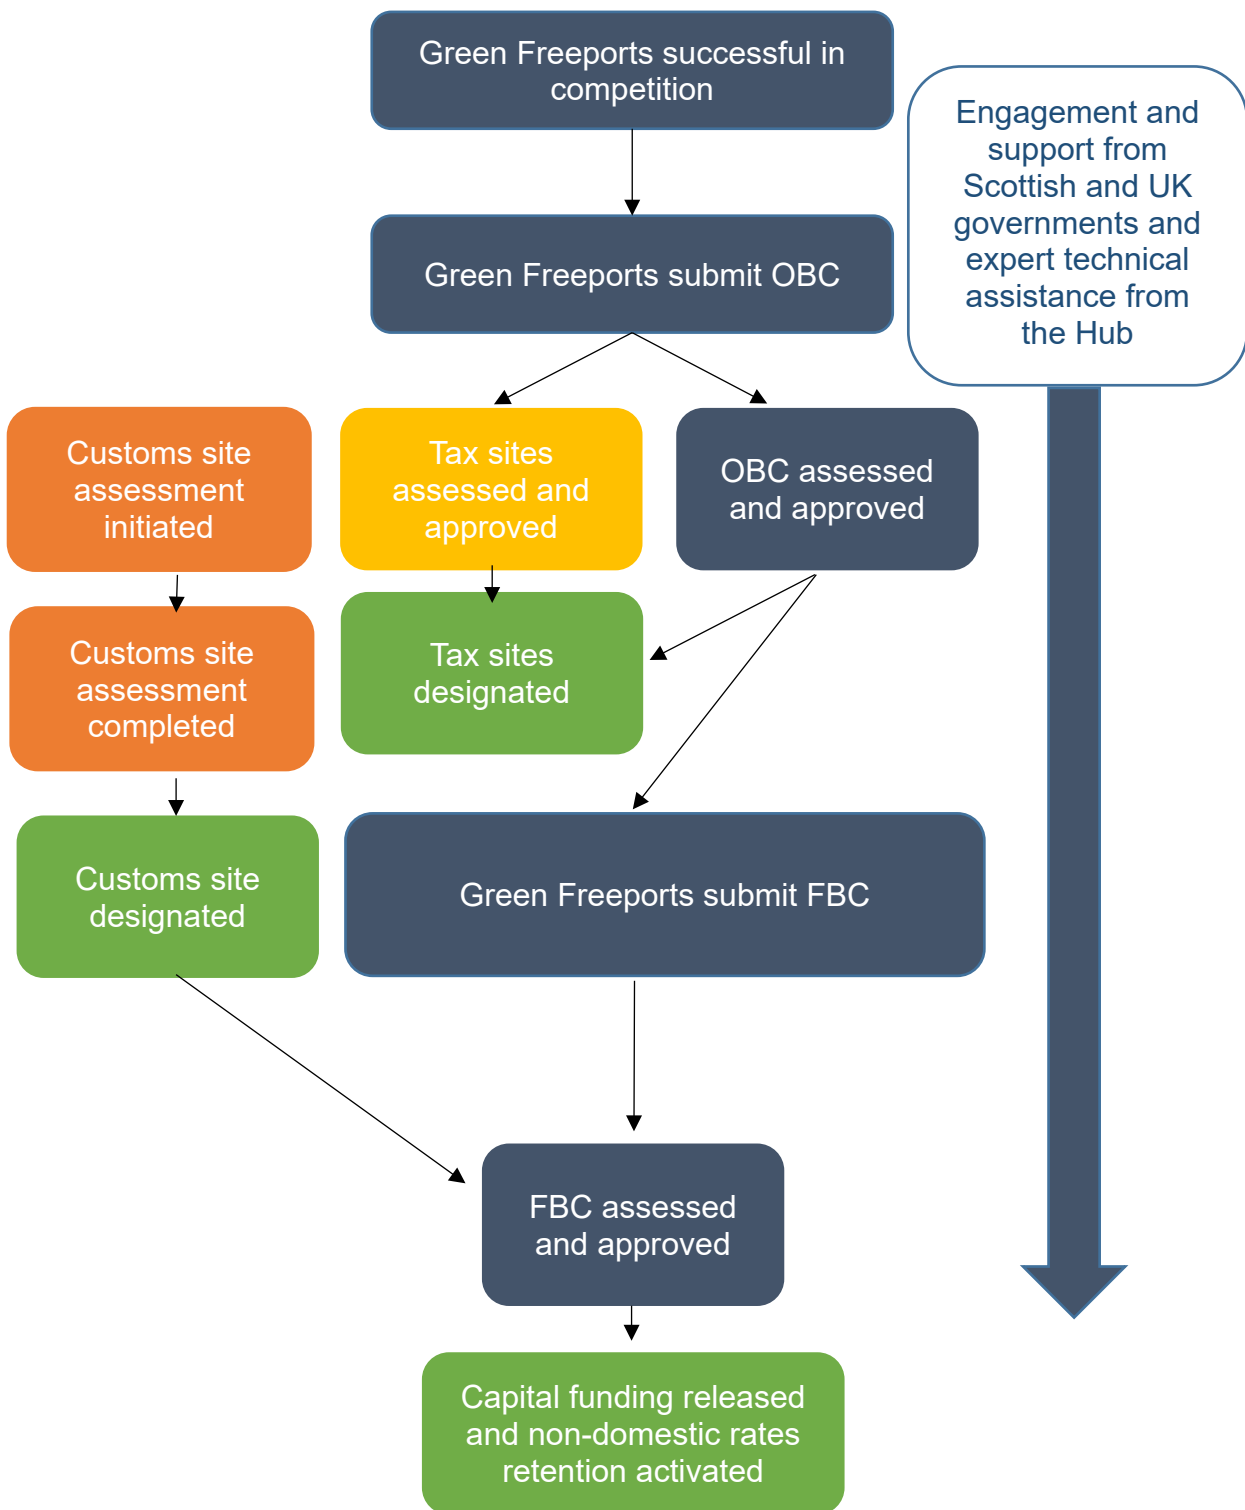 Green Freeports successful in
competition
Engagement and
support from
Scottish and UK
governments and
expert technical
assistance from
the Hub
Green Freeports submit OBC
Customs site
assessment
initiated
Tax sites
assessed and
approved
OBC assessed
and approved
Customs site
assessment
completed
Tax sites
designated
Customs site
designated
Green Freeports submit FBC
FBC assessed
and approved
Capital funding released
and non-domestic rates
retention activated